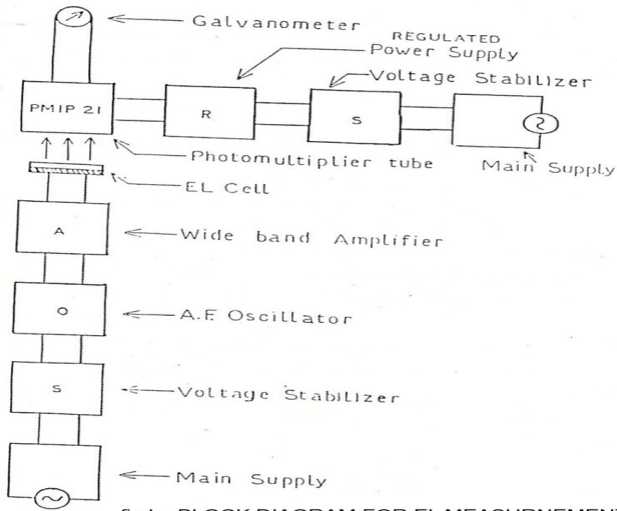 Galvanometer
REGULATED
Power Supply
Voltage Stabilizer
PMIP 21
R
S
Photomultiplier tube
Main Supply
EL Cell
A
Wide band Amplifier
O
A.F. Oscillator
S
Voltage Stabilizer
Main Supply
BLOCK DIAGRAM FOR EL MEASURNEMENT